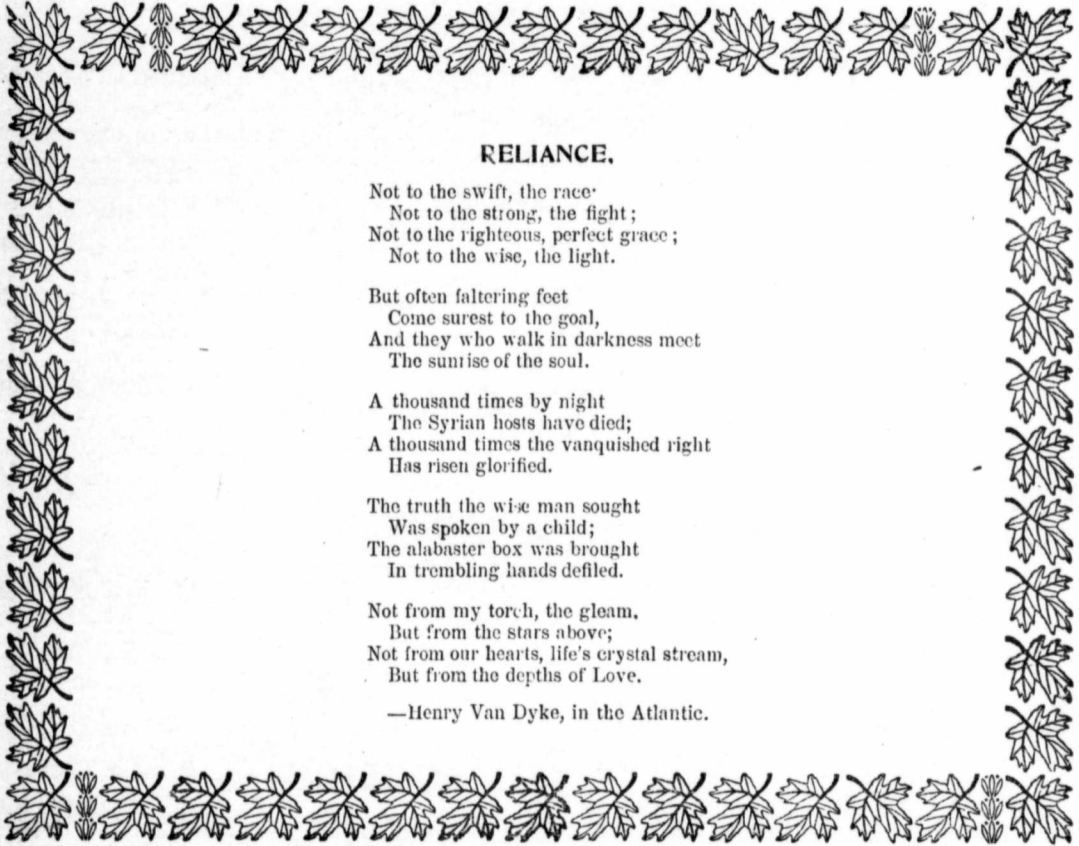 RELIANCE.
Not to the swift, the race·
Not to the strong, the fight;
Not to the righteous, perfect grace;
Not to the wise, the light.
But often faltering feet
Come surest to the goal,
And they who walk in darkness meet
The sunrise of the soul.
A thousand times by night
The Syrian hosts have died;
A thousand times the vanquished right
Has risen glorified.
The truth the wise man sought
Was spoken by a child;
The alabaster box was brought
In trembling hands defiled.
Not from my torch, the gleam,
But from the stars above;
Not from our hearts, life's crystal stream,
But from the depths of Love.
—Henry Van Dyke, in the Atlantic.